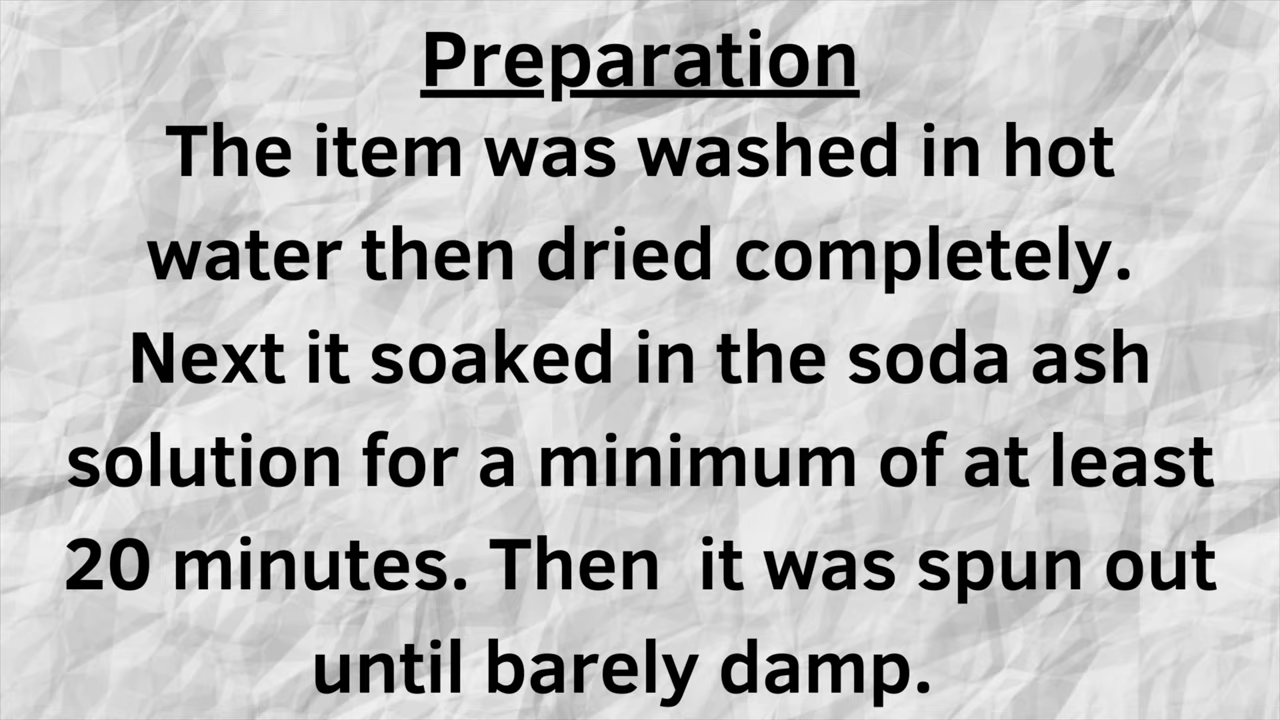 Preparation
The item was washed in hot
water then dried completely.
Next it soaked in the soda ash
solution for a minimum of at least
20 minutes. Then  it was spun out
until barely damp.